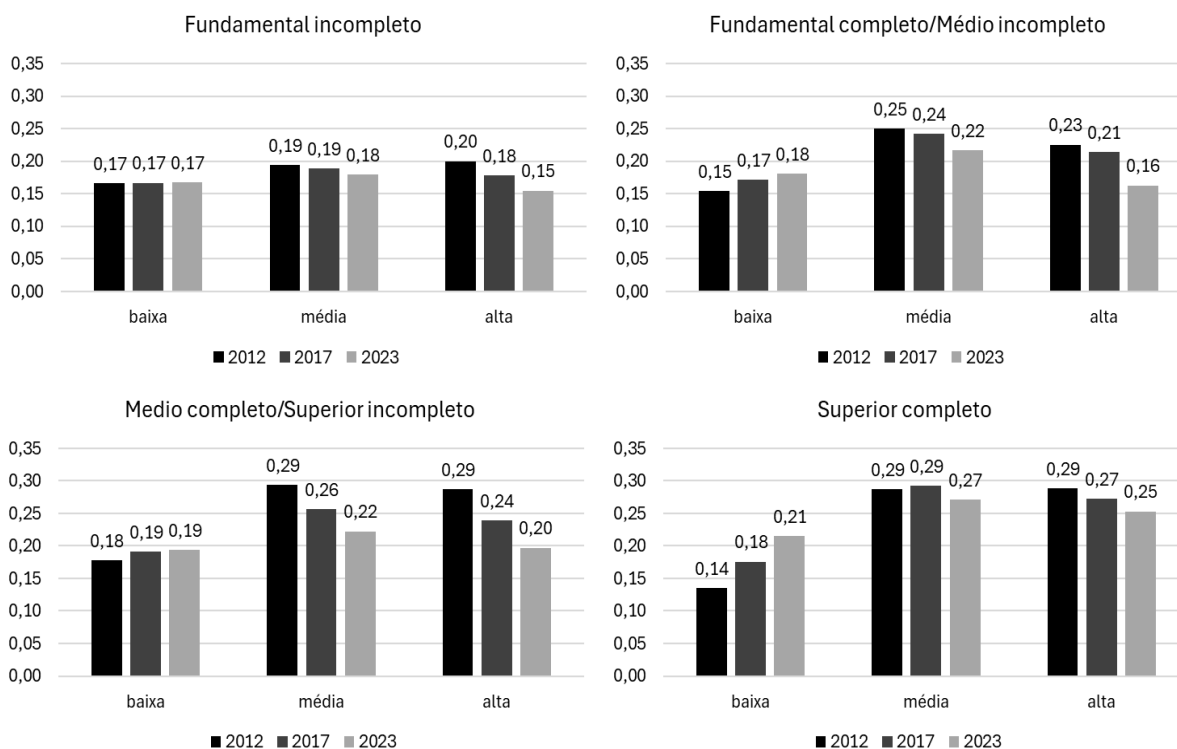 Fundamental incompleto
0,35
0,30
0,25
0,20
0,15
0,10
0,05
0,00
0,17 0,17 0,17
0,19 0,19 0,18
0,20 0,18 0,15
baixa média alta
2012 2017 2023
Fundamental completo/Médio incompleto
0,35
0,30
0,25
0,20
0,15
0,10
0,05
0,00
0,15 0,17 0,18
0,25 0,24 0,22
0,23 0,21 0,16
baixa média alta
2012 2017 2023
Medio completo/Superior incompleto
0,35
0,30
0,25
0,20
0,15
0,10
0,05
0,00
0,18 0,19 0,19
0,29 0,26 0,22
0,29 0,24 0,20
baixa média alta
2012 2017 2023
Superior completo
0,35
0,30
0,25
0,20
0,15
0,10
0,05
0,00
0,14 0,18 0,21
0,29 0,29 0,27
0,29 0,27 0,25
baixa média alta
2012 2017 2023